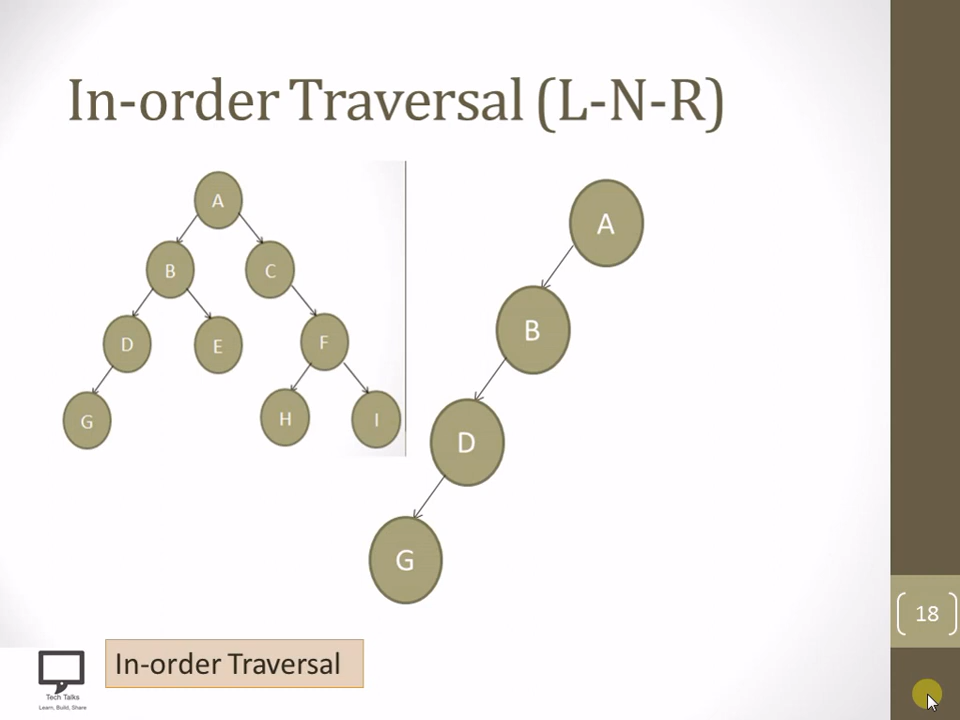 In-order Traversal (L-N-R)
A
B
C
D
E
F
G
H
I
A
B
D
G
18
In-order Traversal
Tech Talks
Learn, Build, Share